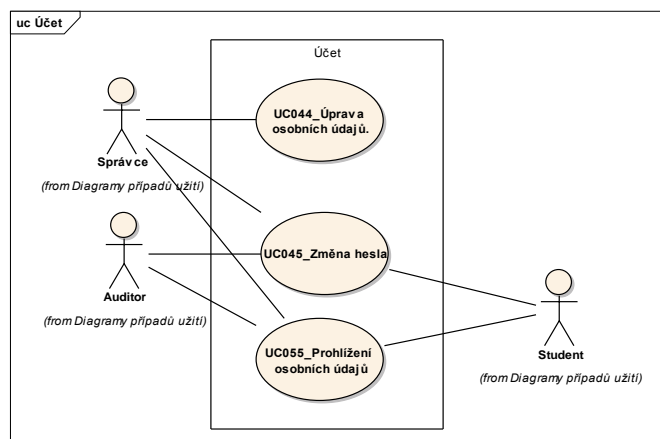 uc Účet
Účet
UC044_Úprava
osobních údajů.
Správce
(from Diagramy případů užití)
UC045_Změna hesla
Auditor
(from Diagramy případů užití)
UC055_Prohlížení
osobních údajů
Student
(from Diagramy případů užití)